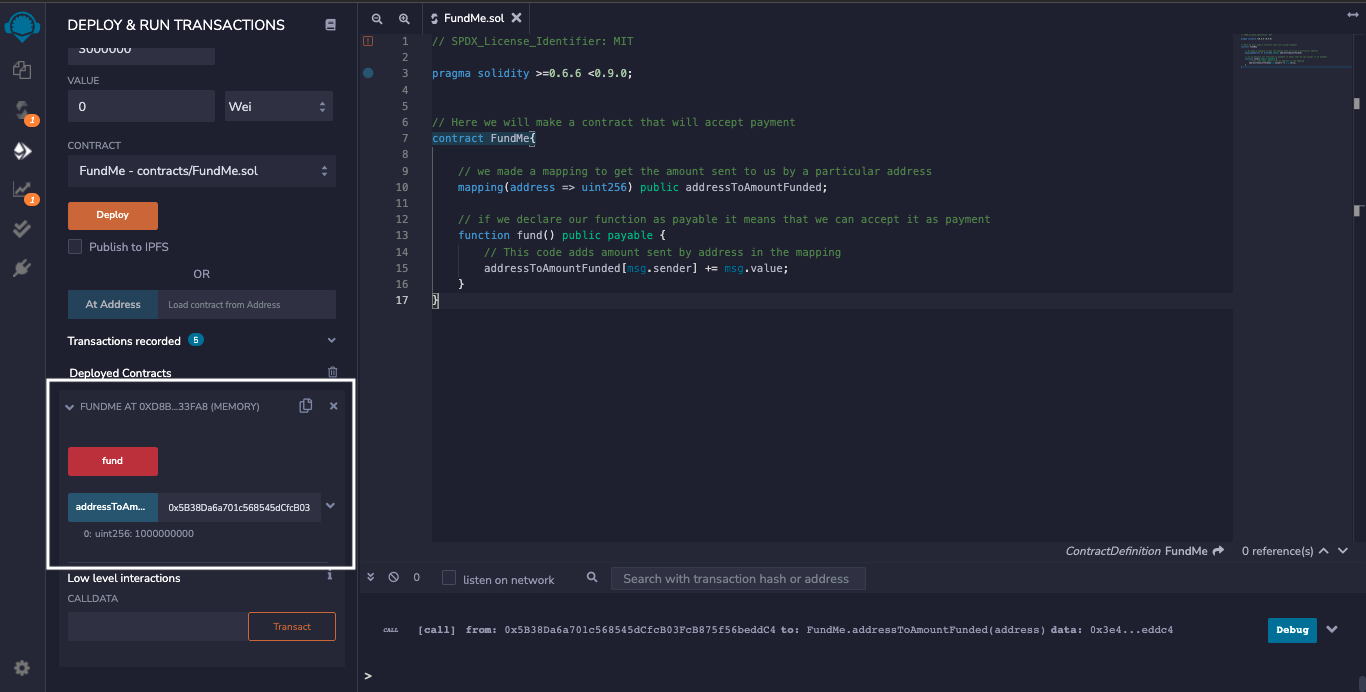 DEPLOY & RUN TRANSACTIONS
3000000
VALUE
0
Wei
CONTRACT
FundMe - contracts/FundMe.sol
Deploy
Publish to IPFS
OR
At Address
Load contract from Address
Transactions recorded 5
Deployed Contracts
FUNDME AT 0XD8B...33FA8 (MEMORY)
fund
addressToAm...
0x5B38Da6a701c568545dCfcB03
0: uint256: 1000000000
Low level interactions
i
CALLDATA
Transact
1
1
FundMe.sol
1 // SPDX_License_Identifier: MIT
2
3 pragma solidity >=0.6.6 <0.9.0;
4
5
6 // Here we will make a contract that will accept payment
7 contract FundMe{
8
9 // we made a mapping to get the amount sent to us by a particular address
10 mapping(address => uint256) public addressToAmountFunded;
11
12 // if we declare our function as payable it means that we can accept it as payment
13 function fund() public payable {
14 // This code adds amount sent by address in the mapping
15 addressToAmountFunded[msg.sender] += msg.value;
16 }
17 }
ContractDefinition FundMe 0 reference(s)
0 listen on network Search with transaction hash or address
CALL [call] from: 0x5B38Da6a701c568545dCfcB03FcB875f56beddC4 to: FundMe.addressToAmountFunded(address) data: 0x3e4...eddc4 Debug
>